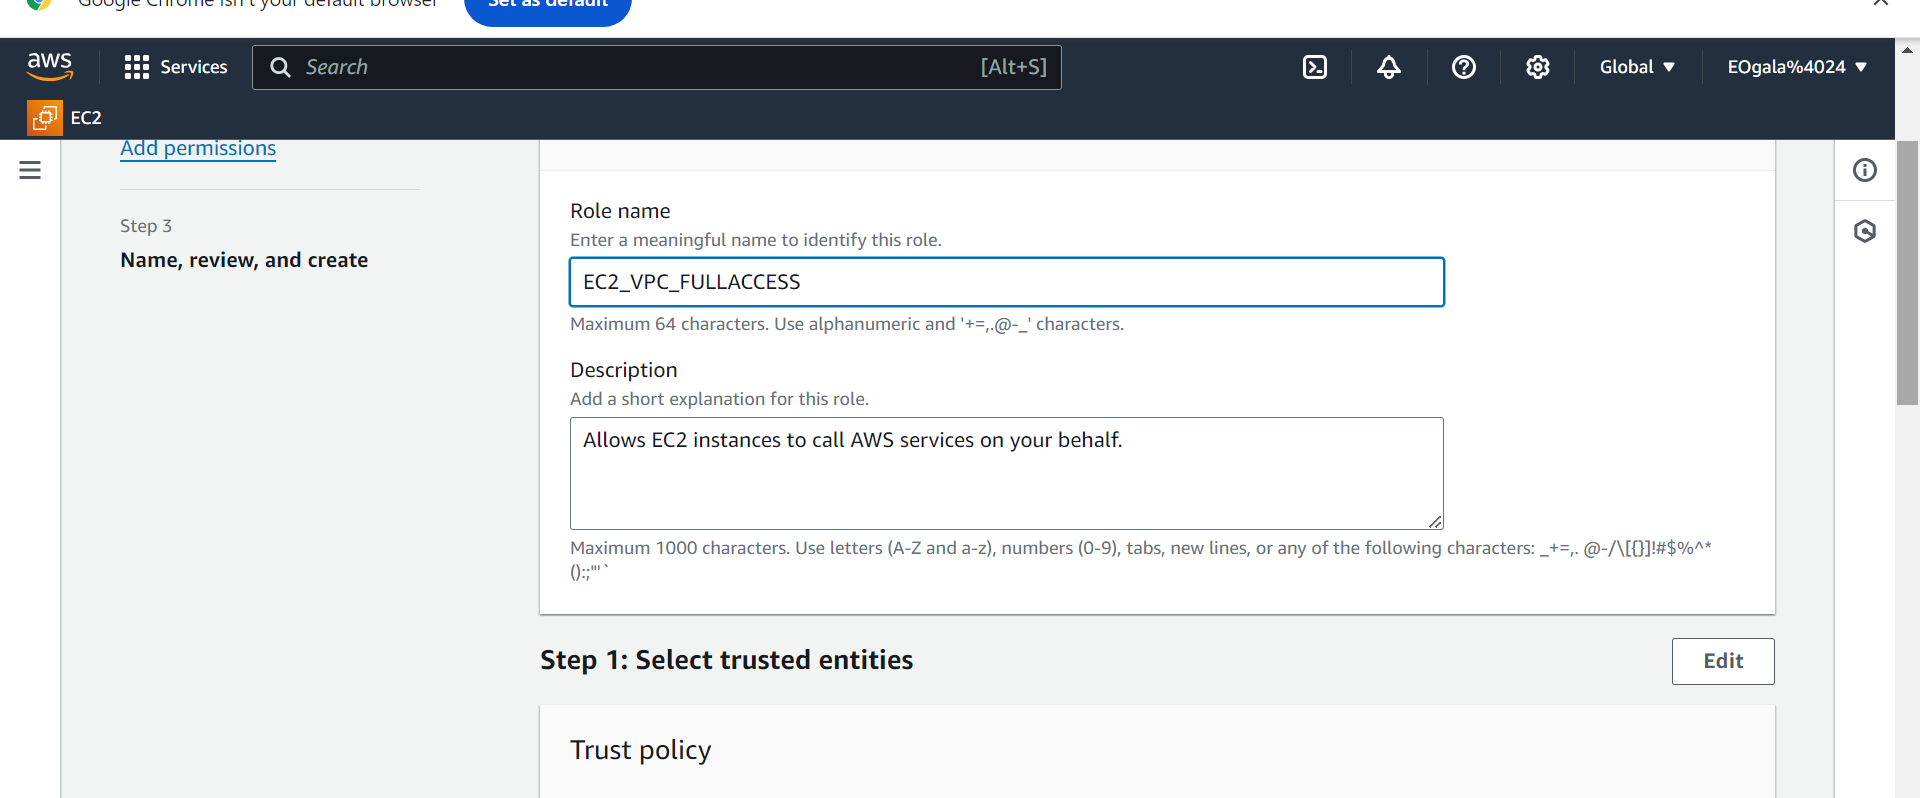 Google Chrome isn't your default browser
Set as default
aws
Services
Search
[Alt+S]
Global
EOgala%4024
EC2
Add permissions
Step 3
Name, review, and create
Role name
Enter a meaningful name to identify this role.
EC2_VPC_FULLACCESS
Maximum 64 characters. Use alphanumeric and '+=,.@-_' characters.
Description
Add a short explanation for this role.
Allows EC2 instances to call AWS services on your behalf.
Maximum 1000 characters. Use letters (A-Z and a-z), numbers (0-9), tabs, new lines, or any of the following characters: _+=,. @-/\[{}]!#$%^*
():;"'`
Step 1: Select trusted entities
Edit
Trust policy